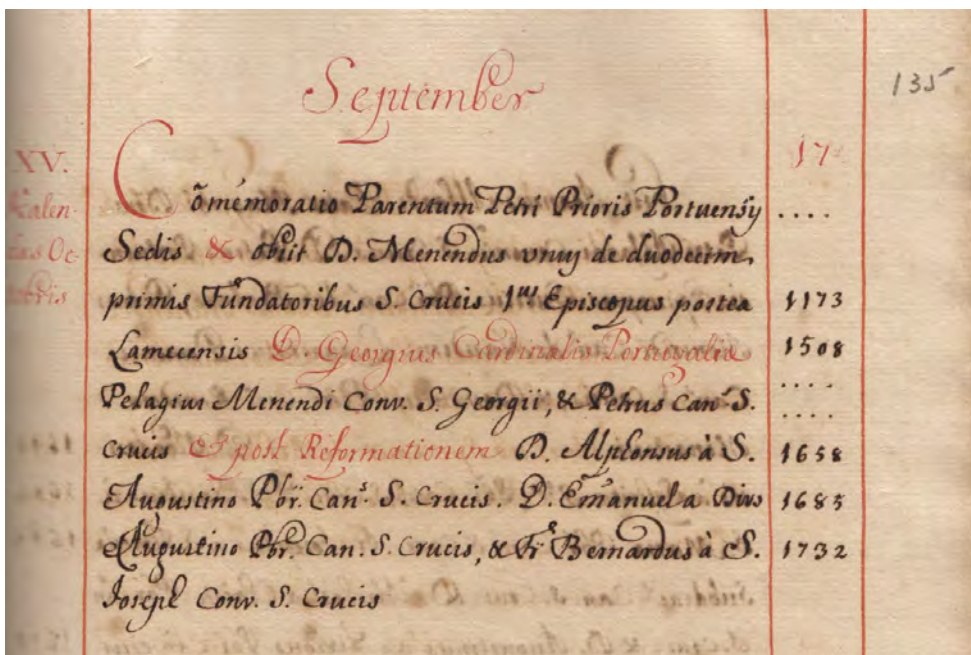 September
135
17
XV.
Kalen-
das Oc-
tobris
Cõmemoratio Parentum Petri Prioris Portuensis ....
Sedis & obiit D. Menendus unus de duodecim
primis Fundatoribus S. Crucis 1us Episcopus postea 1173
Lamecensis D. Georgius Cardinalis Portugaliæ 1508
Pelagius Menendi Conv. S. Georgii, & Petrus Can. S. .... ....
Crucis Et post Reformationem D. Alphonsus à S. 1658
Augustino Pbr. Can. S. Crucis. D. Emanuel a Divo 1685
Augustino Pbr. Can. S. Crucis, & Fr. Bernardus à S. 1732
Joseph Conv. S. Crucis